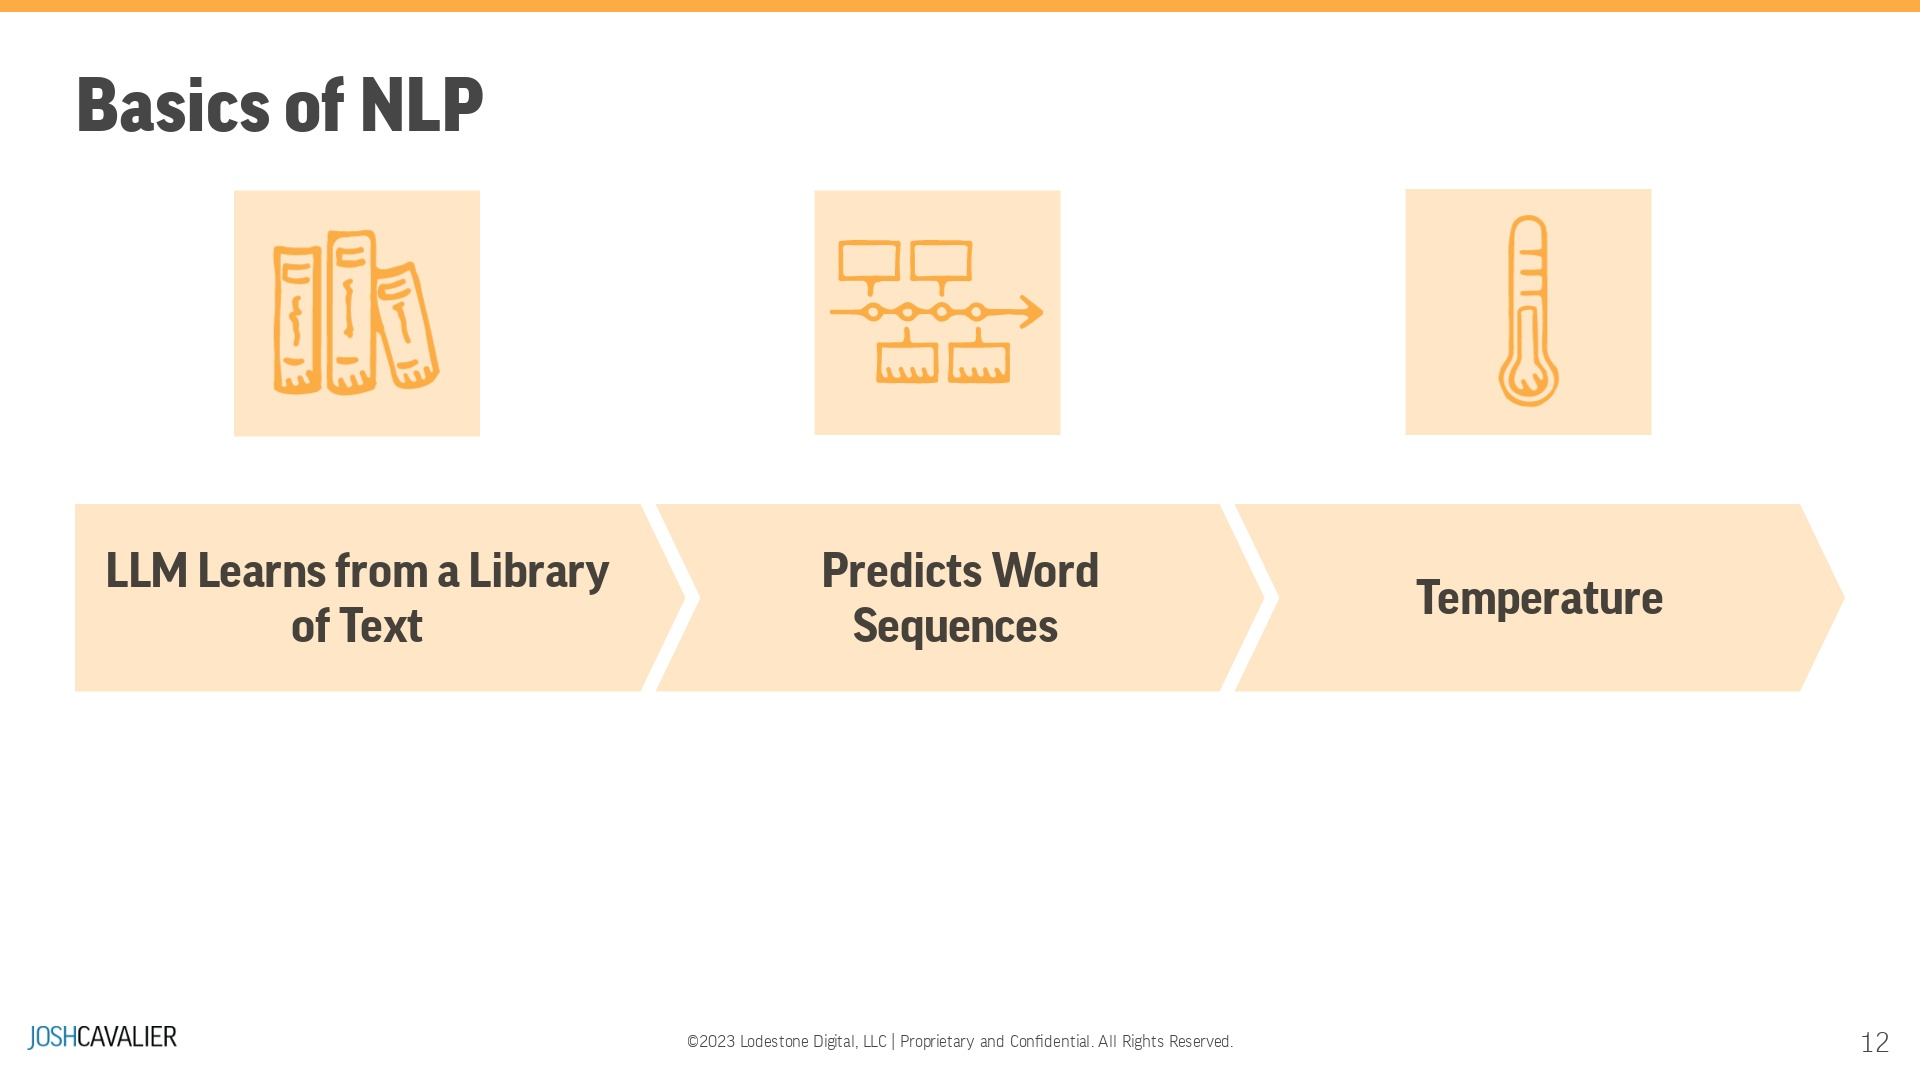 Basics of NLP
LLM Learns from a Library
of Text
Predicts Word
Sequences
Temperature
JOSHCAVALIER
©2023 Lodestone Digital, LLC | Proprietary and Confidential. All Rights Reserved.
12